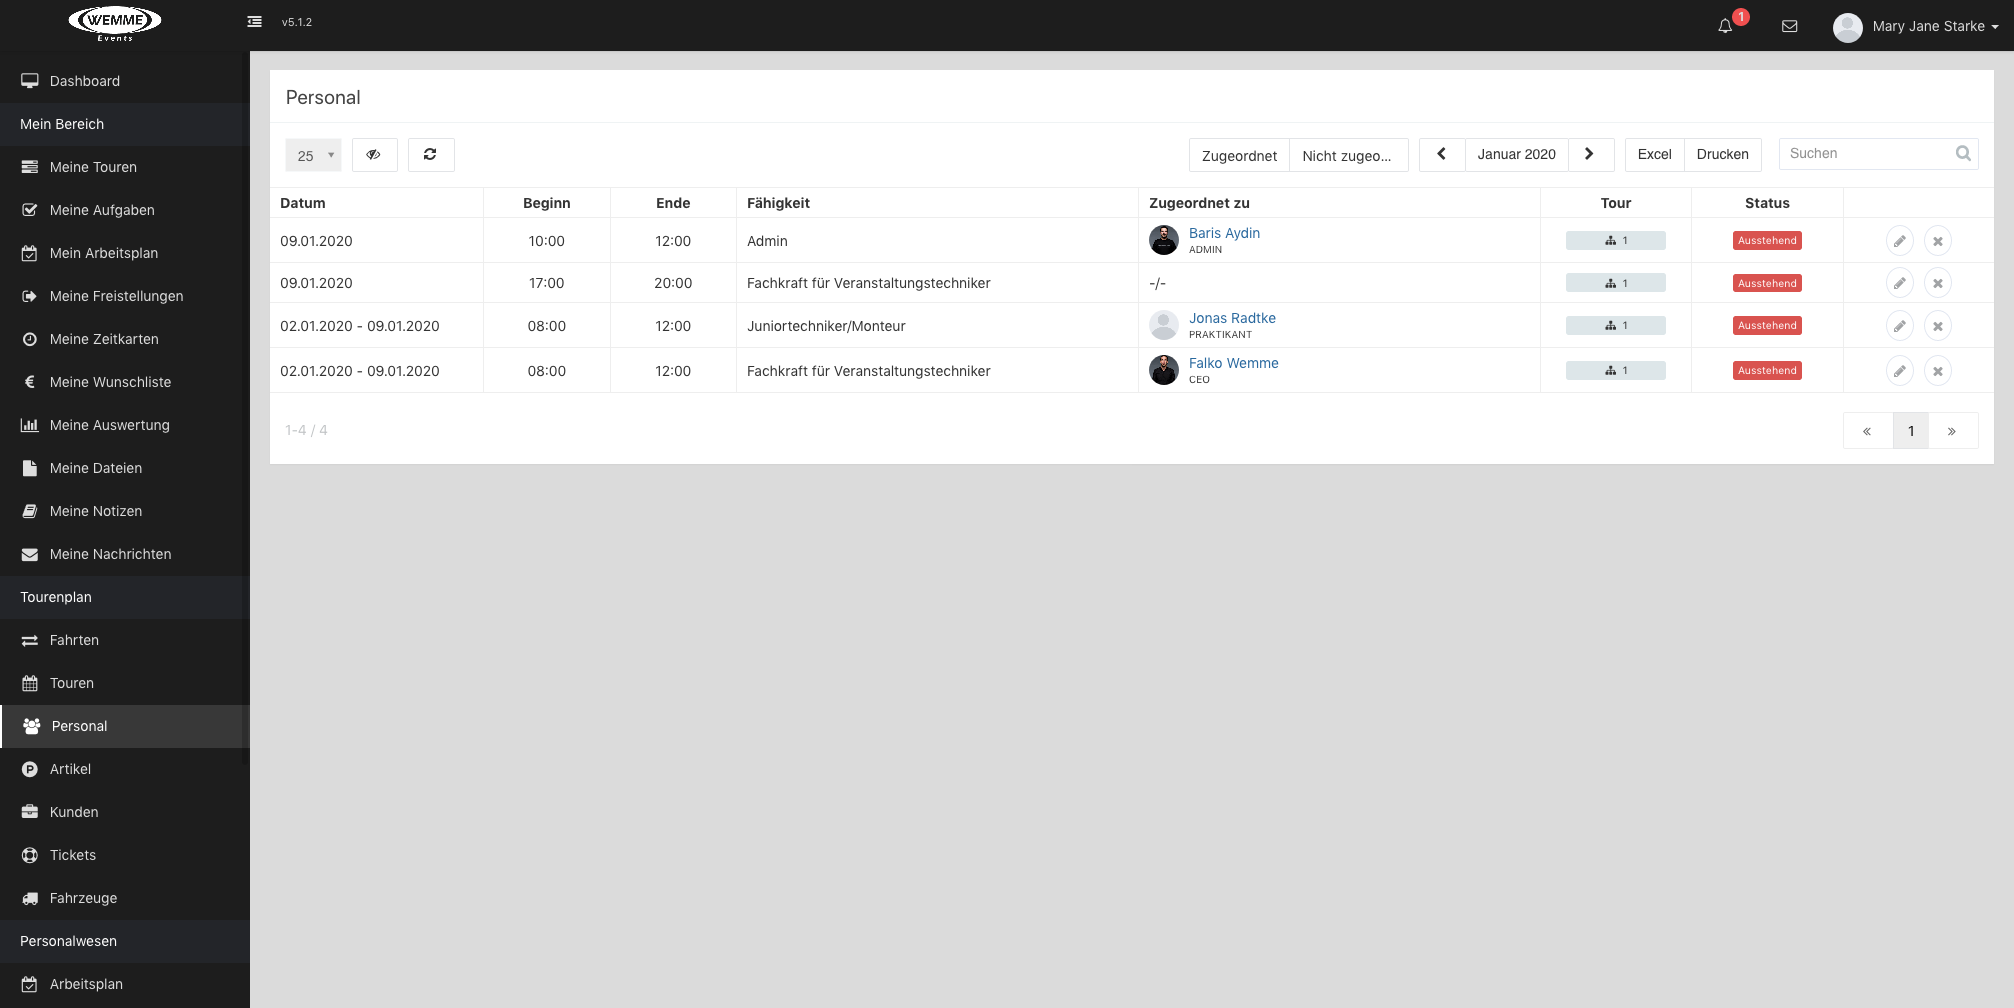 WEMME
Events
v5.1.2
1
Mary Jane Starke
Dashboard
Mein Bereich
Meine Touren
Meine Aufgaben
Mein Arbeitsplan
Meine Freistellungen
Meine Zeitkarten
Meine Wunschliste
Meine Auswertung
Meine Dateien
Meine Notizen
Meine Nachrichten
Tourenplan
Fahrten
Touren
Personal
Artikel
Kunden
Tickets
Fahrzeuge
Personalwesen
Arbeitsplan
Personal
25 Zugeordnet Nicht zugeo... Januar 2020 Excel Drucken Suchen
Datum Beginn Ende Fähigkeit Zugeordnet zu Tour Status
09.01.2020 10:00 12:00 Admin Baris Aydin 1 Ausstehend
ADMIN
09.01.2020 17:00 20:00 Fachkraft für Veranstaltungstechniker -/- 1 Ausstehend
02.01.2020 - 09.01.2020 08:00 12:00 Juniortechniker/Monteur Jonas Radtke 1 Ausstehend
PRAKTIKANT
02.01.2020 - 09.01.2020 08:00 12:00 Fachkraft für Veranstaltungstechniker Falko Wemme 1 Ausstehend
CEO
1-4 / 4 « 1 »